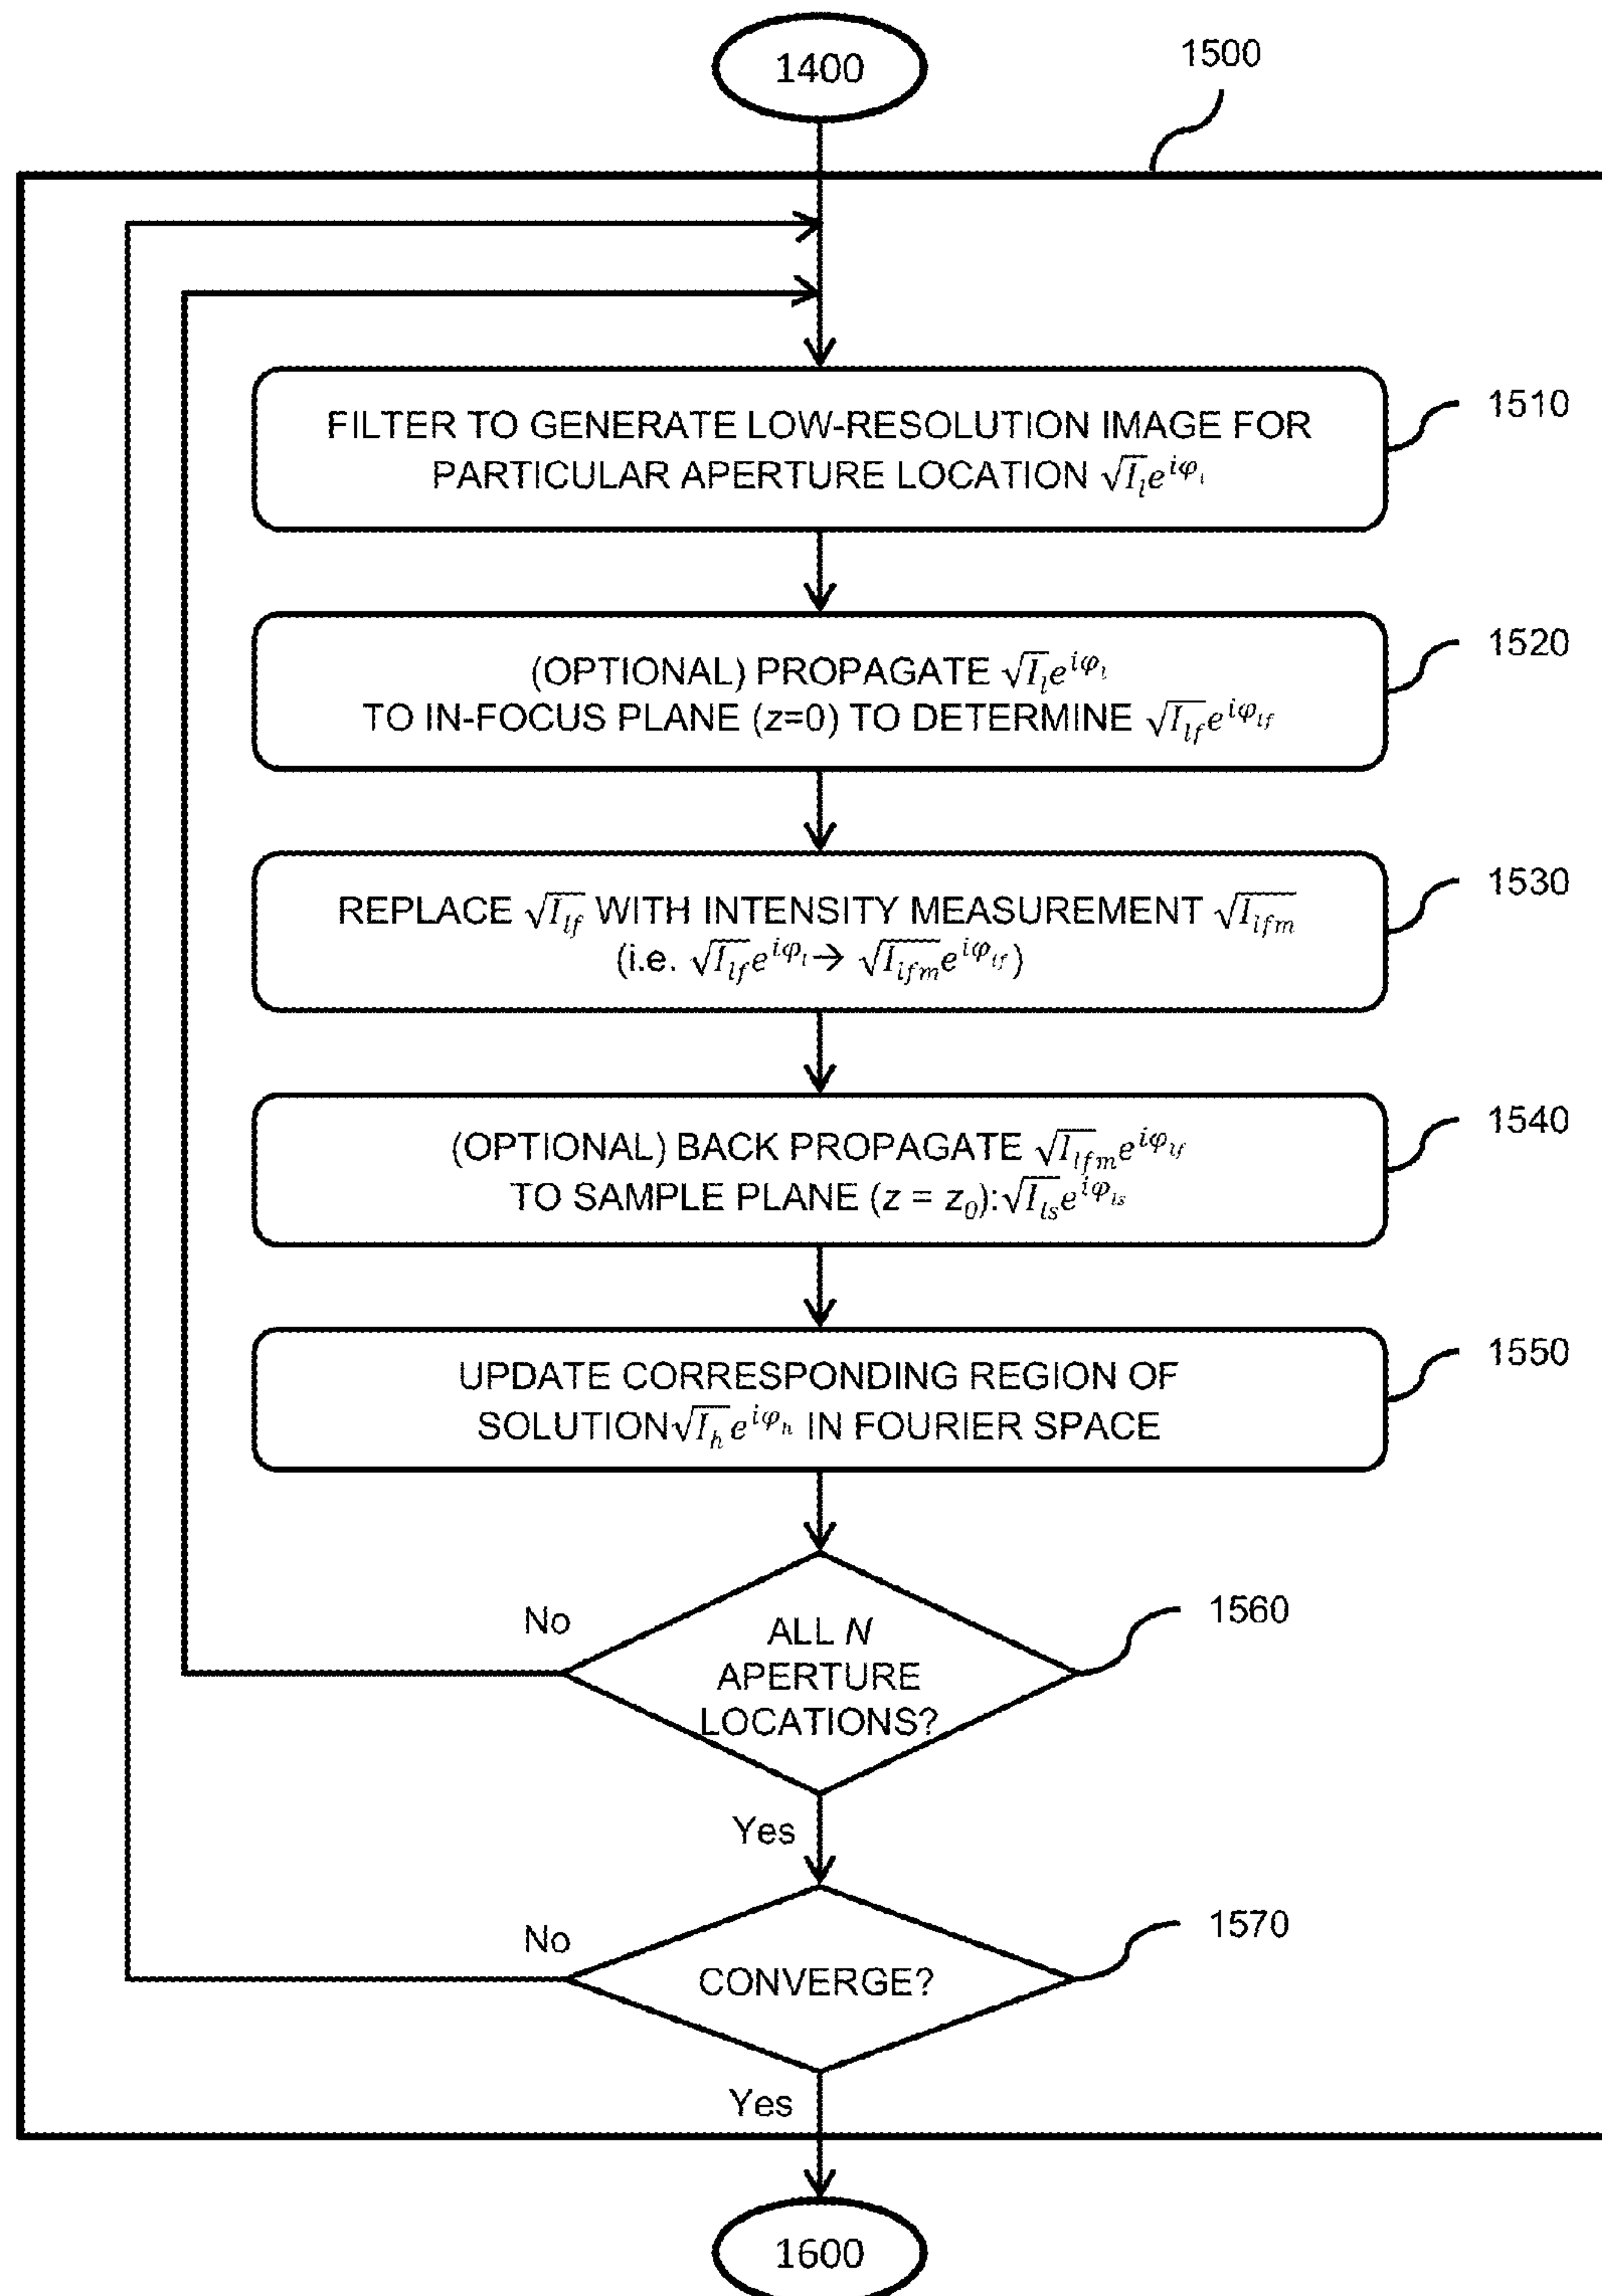 1400
1500
FILTER TO GENERATE LOW-RESOLUTION IMAGE FOR
PARTICULAR APERTURE LOCATION √I_l e^{iφ_l}
1510
(OPTIONAL) PROPAGATE √I_l e^{iφ_l}
TO IN-FOCUS PLANE (z=0) TO DETERMINE √I_{lf} e^{iφ_{lf}}
1520
REPLACE √I_{lf} WITH INTENSITY MEASUREMENT √I_{lfm}
(i.e. √I_{lf} e^{iφ_l} → √I_{lfm} e^{iφ_{lf}})
1530
(OPTIONAL) BACK PROPAGATE √I_{lfm} e^{iφ_{lf}}
TO SAMPLE PLANE (z = z_0): √I_{ls} e^{iφ_{ls}}
1540
UPDATE CORRESPONDING REGION OF
SOLUTION √I_h e^{iφ_h} IN FOURIER SPACE
1550
No
ALL N
APERTURE
LOCATIONS?
1560
Yes
No
CONVERGE?
1570
Yes
1600